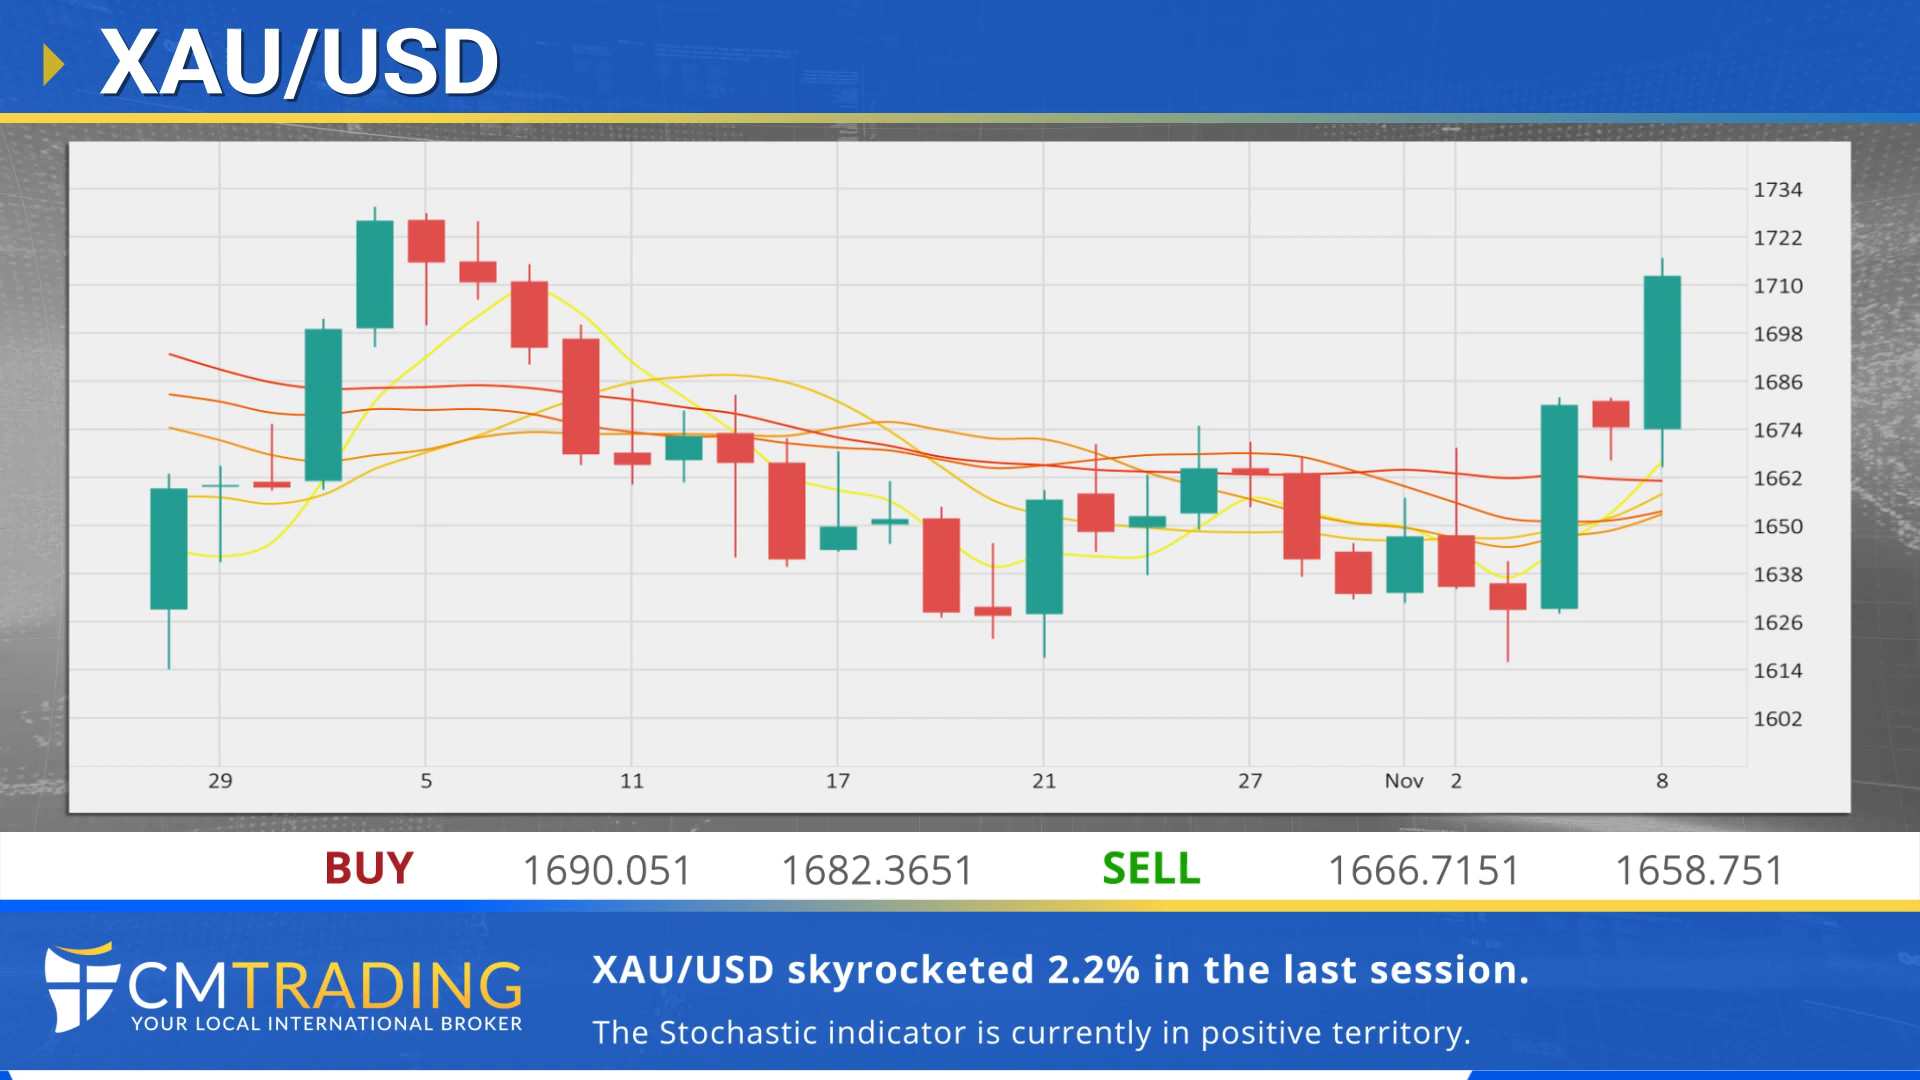 XAU/USD
1734
1722
1710
1698
1686
1674
1662
1650
1638
1626
1614
1602
29 5 11 17 21 27 Nov 2 8
BUY 1690.051 1682.3651 SELL 1666.7151 1658.751
CMTRADING
YOUR LOCAL INTERNATIONAL BROKER
XAU/USD skyrocketed 2.2% in the last session.
The Stochastic indicator is currently in positive territory.